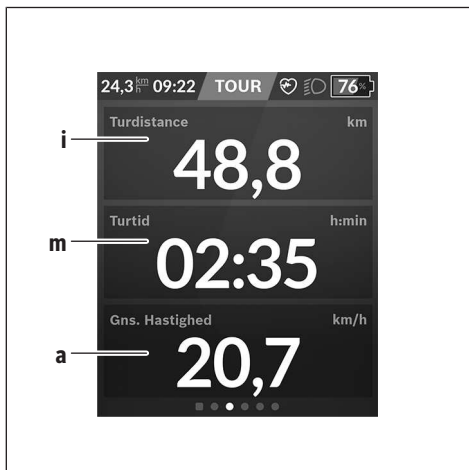 24,3 km/h 09:22 TOUR 76%
Turdistance km
i
48,8
Turtid h:min
m
02:35
Gns. Hastighed km/h
a
20,7